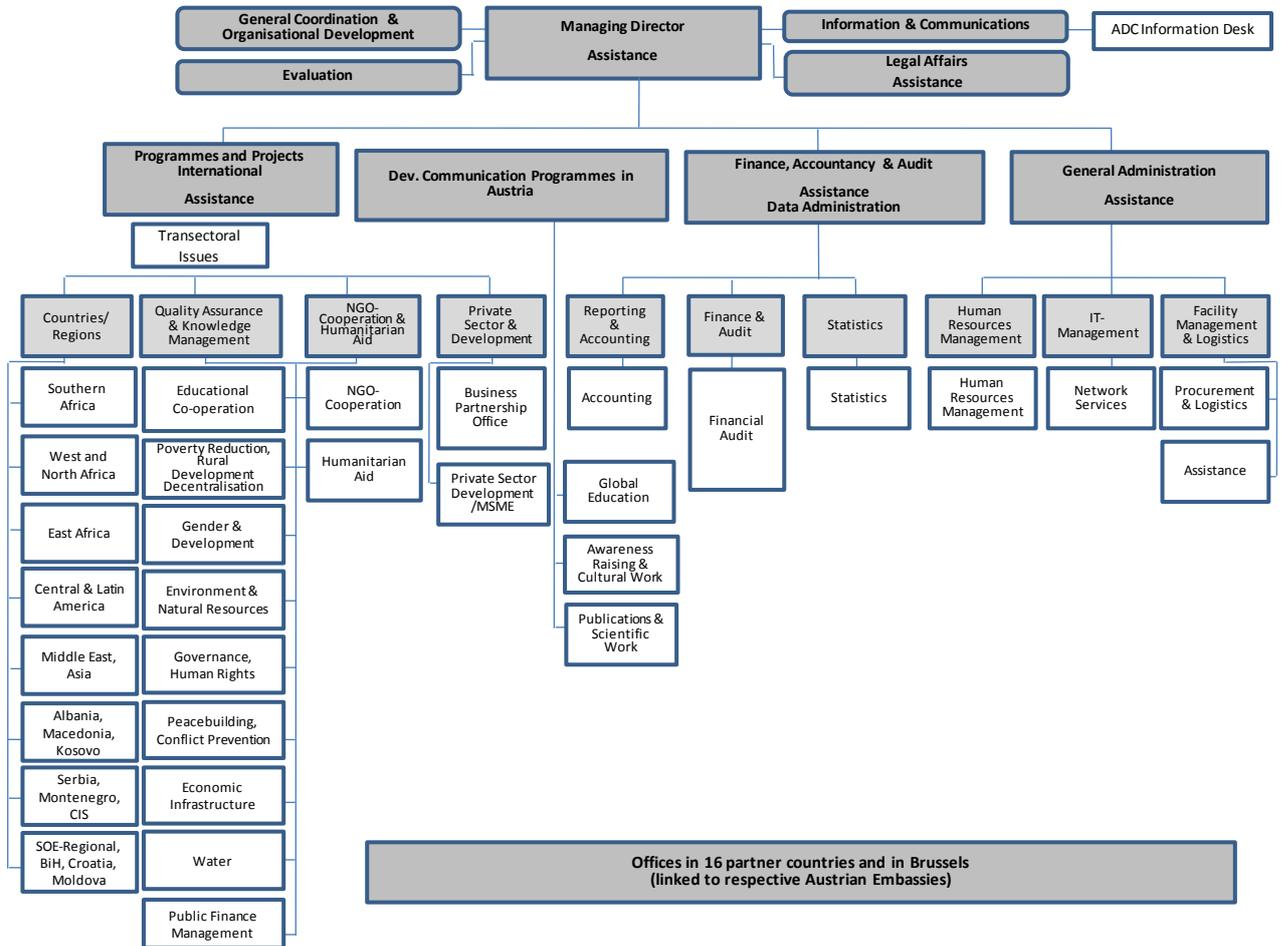 General Coordination &
Organisational Development
Evaluation
Managing Director
Assistance
Information & Communications
ADC Information Desk
Legal Affairs
Assistance
Programmes and Projects
International
Assistance
Transectoral
Issues
Dev. Communication Programmes in
Austria
Finance, Accountancy & Audit
Assistance
Data Administration
General Administration
Assistance
Countries/
Regions
Quality Assurance
& Knowledge
Management
NGO-
Cooperation &
Humanitarian
Aid
Private
Sector &
Development
Reporting
&
Accounting
Finance &
Audit
Statistics
Human
Resources
Management
IT-
Management
Facility
Management
& Logistics
Southern
Africa
West and
North Africa
East Africa
Central & Latin
America
Middle East,
Asia
Albania,
Macedonia,
Kosovo
Serbia,
Montenegro,
CIS
SOE-Regional,
BiH, Croatia,
Moldova
Educational
Co-operation
Poverty Reduction,
Rural
Development
Decentralisation
Gender &
Development
Environment &
Natural Resources
Governance,
Human Rights
Peacebuilding,
Conflict Prevention
Economic
Infrastructure
Water
Public Finance
Management
NGO-
Cooperation
Humanitarian
Aid
Business
Partnership
Office
Private Sector
Development
/MSME
Accounting
Global
Education
Awareness
Raising &
Cultural Work
Publications &
Scientific
Work
Financial
Audit
Statistics
Human
Resources
Management
Network
Services
Procurement
& Logistics
Assistance
Offices in 16 partner countries and in Brussels
(linked to respective Austrian Embassies)